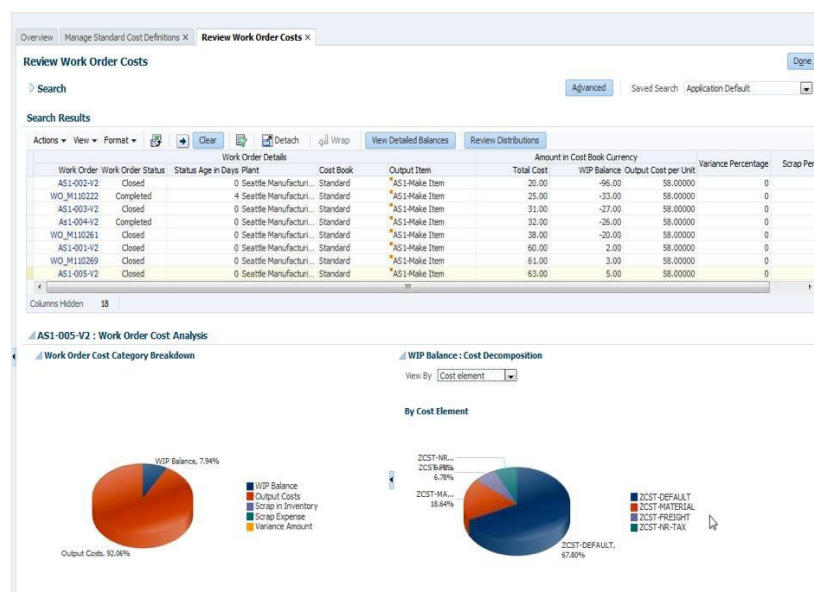 Overview Manage Standard Cost Definitions X Review Work Order Costs X
Review Work Order Costs
Done
Search
Advanced Saved Search Application Default
Search Results
Actions View Format Clear Detach Wrap View Detailed Balances Review Distributions
Work Order Details Amount in Cost Book Currency Variance Percentage Scrap Per
Work Order Work Order Status Status Age in Days Plant Cost Book Output Item Total Cost WIP Balance Output Cost per Unit
AS1-002-V2 Closed 0 Seattle Manufacturi... Standard *AS1-Make Item 20.00 -96.00 58.00000 0
WO_M110222 Completed 4 Seattle Manufacturi... Standard *AS1-Make Item 25.00 -33.00 58.00000 0
AS1-003-V2 Closed 0 Seattle Manufacturi... Standard *AS1-Make Item 31.00 -27.00 58.00000 0
As1-004-V2 Completed 0 Seattle Manufacturi... Standard *AS1-Make Item 32.00 -26.00 58.00000 0
WO_M110261 Closed 0 Seattle Manufacturi... Standard *AS1-Make Item 38.00 -20.00 58.00000 0
AS1-001-V2 Closed 0 Seattle Manufacturi... Standard *AS1-Make Item 60.00 2.00 58.00000 0
WO_M110269 Closed 0 Seattle Manufacturi... Standard *AS1-Make Item 61.00 3.00 58.00000 0
AS1-005-V2 Closed 0 Seattle Manufacturi... Standard *AS1-Make Item 63.00 5.00 58.00000 0
Columns Hidden 18
AS1-005-V2 : Work Order Cost Analysis
Work Order Cost Category Breakdown
WIP Balance : Cost Decomposition
View By Cost element
By Cost Element
WIP Balance, 7.94%
Output Costs, 92.06%
WIP Balance
Output Costs
Scrap in Inventory
Scrap Expense
Variance Amount
ZCST-NR...
6.78%
ZCST-MA...
18.64%
ZCST-DEFAULT,
67.80%
ZCST-DEFAULT
ZCST-MATERIAL
ZCST-FREIGHT
ZCST-NR-TAX